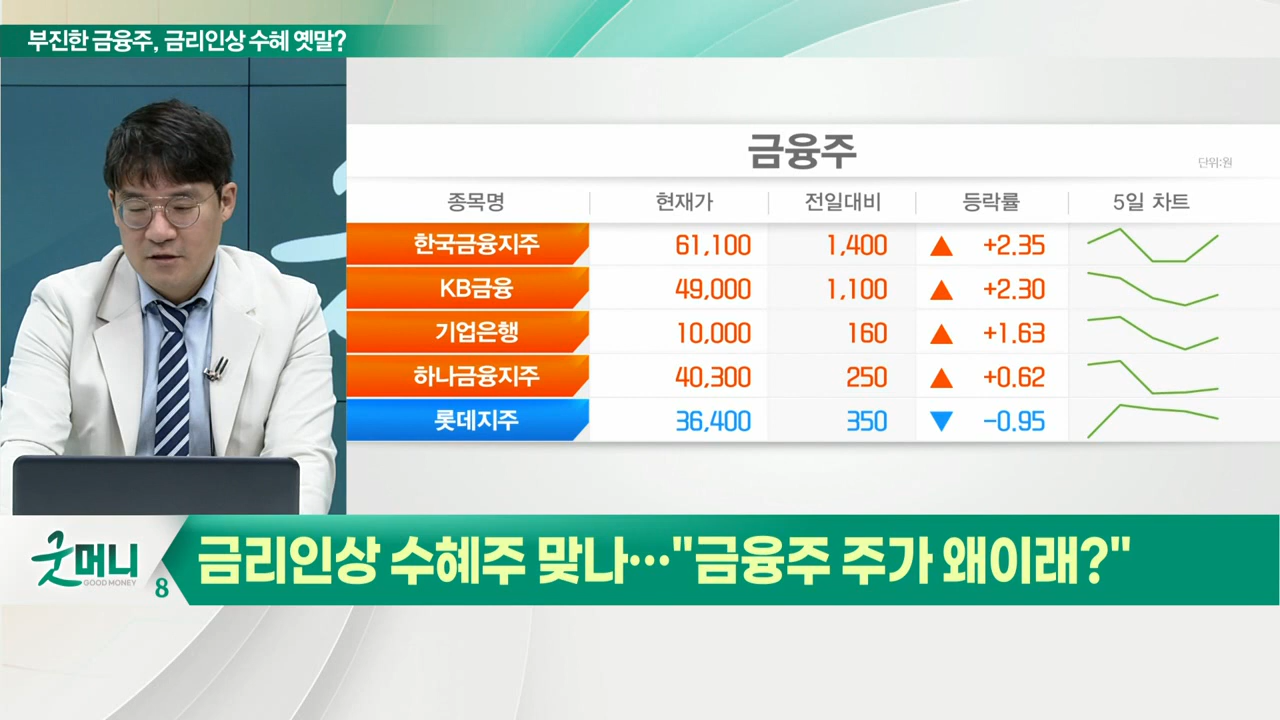 부진한 금융주, 금리인상 수혜 옛말?
금융주
단위:원
종목명 현재가 전일대비 등락률 5일 차트
한국금융지주 61,100 1,400 ▲ +2.35
KB금융 49,000 1,100 ▲ +2.30
기업은행 10,000 160 ▲ +1.63
하나금융지주 40,300 250 ▲ +0.62
롯데지주 36,400 350 ▼ -0.95
굿머니
GOOD MONEY
8
금리인상 수혜주 맞나…"금융주 주가 왜이래?"